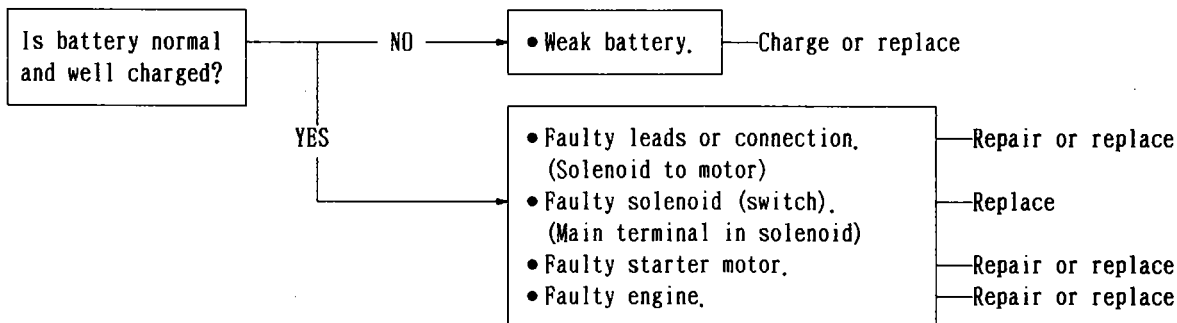 Is battery normal
and well charged?
NO
● Weak battery.
Charge or replace
YES
● Faulty leads or connection.
(Solenoid to motor)
Repair or replace
● Faulty solenoid (switch).
(Main terminal in solenoid)
Replace
● Faulty starter motor.
Repair or replace
● Faulty engine.
Repair or replace